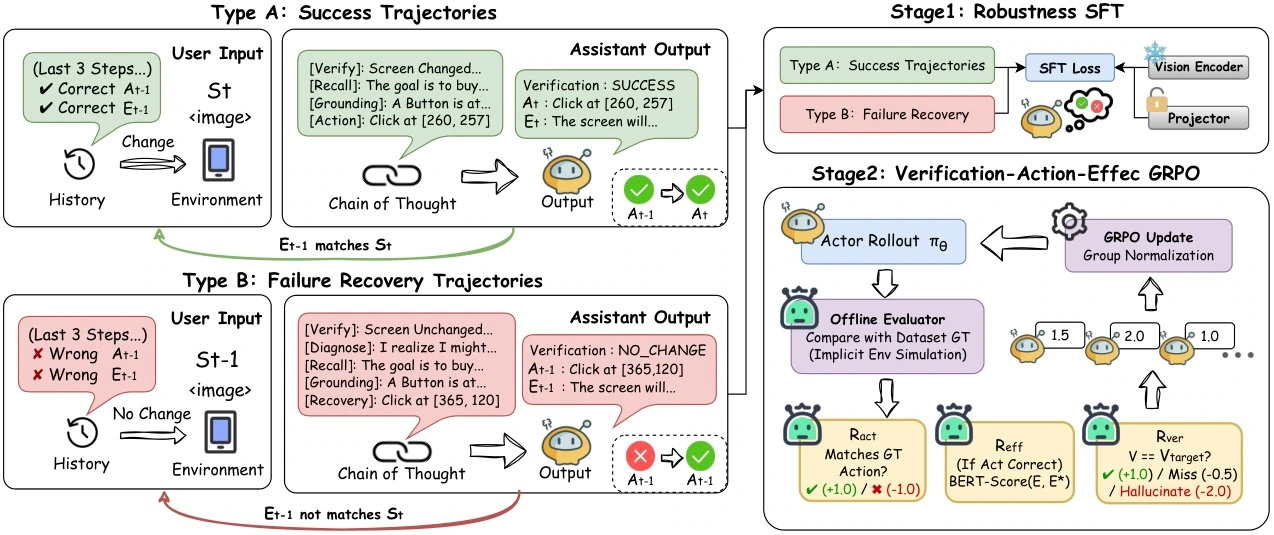 Type A: Success Trajectories
User Input
(Last 3 Steps...)
✔ Correct At-1
✔ Correct Et-1
St
<image>
Change
History
Environment
Assistant Output
[Verify]: Screen Changed...
[Recall]: The goal is to buy...
[Grounding]: A Button is at...
[Action]: Click at [260, 257]
Verification : SUCCESS
At : Click at [260, 257]
Et : The screen will...
Chain of Thought
Output
At-1
At
Et-1 matches St
Type B: Failure Recovery Trajectories
User Input
(Last 3 Steps...)
✘ Wrong At-1
✘ Wrong Et-1
St-1
<image>
No Change
History
Environment
Assistant Output
[Verify]: Screen Unchanged...
[Diagnose]: I realize I might...
[Recall]: The goal is to buy...
[Grounding]: A Button is at...
[Recovery]: Click at [365, 120]
Verification : NO_CHANGE
At-1 : Click at [365,120]
Et-1 : The screen will...
Chain of Thought
Output
At-1
At-1
Et-1 not matches St
Stage1: Robustness SFT
Type A: Success Trajectories
Type B: Failure Recovery
SFT Loss
Vision Encoder
Projector
Stage2: Verification-Action-Effec GRPO
Actor Rollout πθ
GRPO Update
Group Normalization
Offline Evaluator
Compare with Dataset GT
(Implicit Env Simulation)
1.5
2.0
1.0
Ract
Matches GT
Action?
✔ (+1.0) / ✖ (-1.0)
Reff
(If Act Correct)
BERT-Score(E, E*)
Rver
V == Vtarget?
✔ (+1.0) / Miss (-0.5)
/ Hallucinate (-2.0)